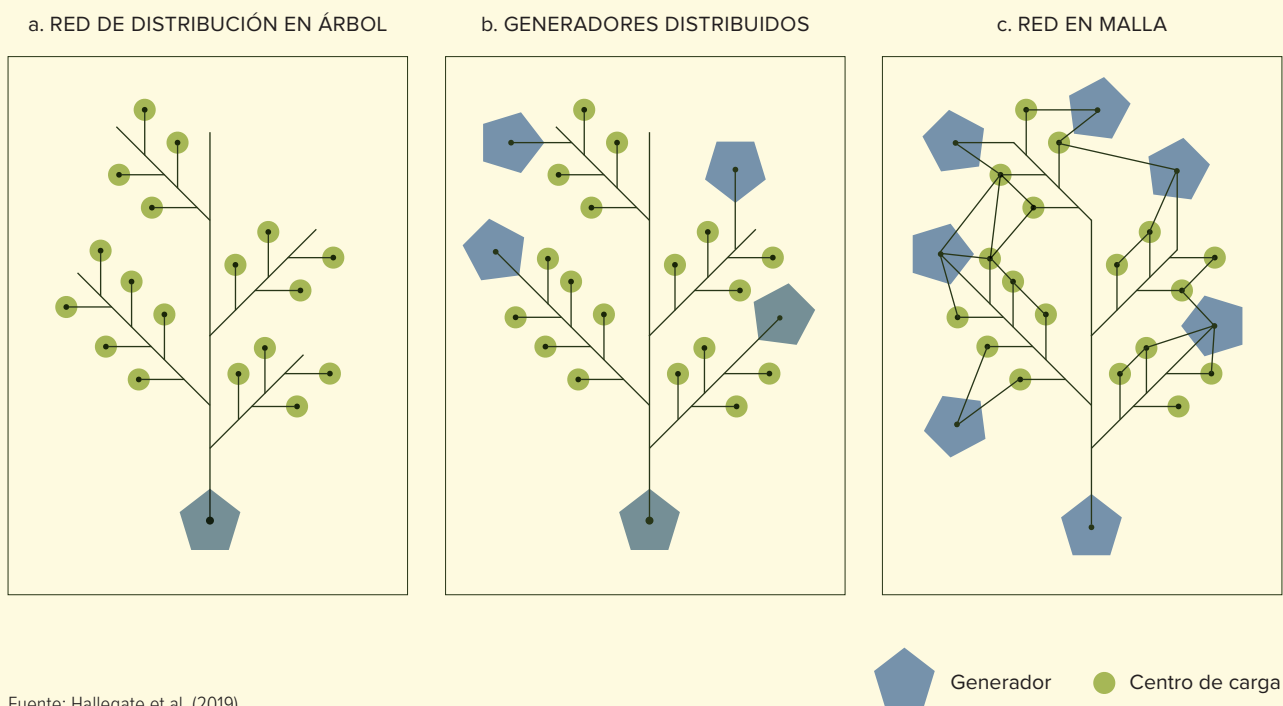 a. RED DE DISTRIBUCIÓN EN ÁRBOL
b. GENERADORES DISTRIBUIDOS
c. RED EN MALLA
Generador
Centro de carga
Fuente: Hallegate et al. (2019)